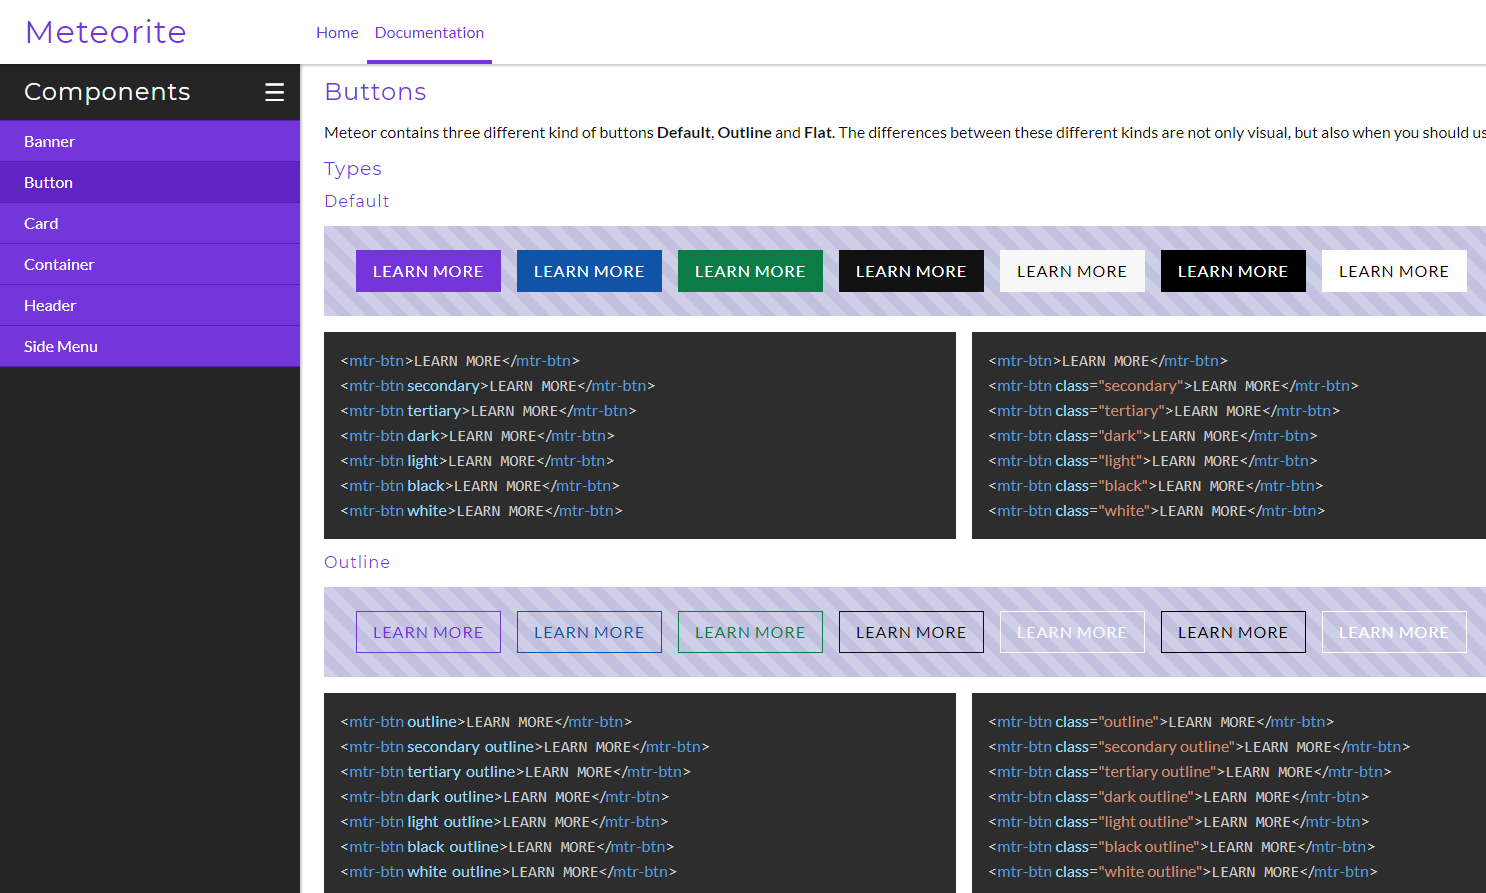 Meteorite
Home Documentation
Components
Banner
Button
Card
Container
Header
Side Menu
Buttons
Meteor contains three different kind of buttons Default, Outline and Flat. The differences between these different kinds are not only visual, but also when you should us
Types
Default
LEARN MORE LEARN MORE LEARN MORE LEARN MORE LEARN MORE LEARN MORE LEARN MORE
<mtr-btn>LEARN MORE</mtr-btn>
<mtr-btn secondary>LEARN MORE</mtr-btn>
<mtr-btn tertiary>LEARN MORE</mtr-btn>
<mtr-btn dark>LEARN MORE</mtr-btn>
<mtr-btn light>LEARN MORE</mtr-btn>
<mtr-btn black>LEARN MORE</mtr-btn>
<mtr-btn white>LEARN MORE</mtr-btn>
<mtr-btn>LEARN MORE</mtr-btn>
<mtr-btn class="secondary">LEARN MORE</mtr-btn>
<mtr-btn class="tertiary">LEARN MORE</mtr-btn>
<mtr-btn class="dark">LEARN MORE</mtr-btn>
<mtr-btn class="light">LEARN MORE</mtr-btn>
<mtr-btn class="black">LEARN MORE</mtr-btn>
<mtr-btn class="white">LEARN MORE</mtr-btn>
Outline
LEARN MORE LEARN MORE LEARN MORE LEARN MORE LEARN MORE LEARN MORE LEARN MORE
<mtr-btn outline>LEARN MORE</mtr-btn>
<mtr-btn secondary outline>LEARN MORE</mtr-btn>
<mtr-btn tertiary outline>LEARN MORE</mtr-btn>
<mtr-btn dark outline>LEARN MORE</mtr-btn>
<mtr-btn light outline>LEARN MORE</mtr-btn>
<mtr-btn black outline>LEARN MORE</mtr-btn>
<mtr-btn white outline>LEARN MORE</mtr-btn>
<mtr-btn class="outline">LEARN MORE</mtr-btn>
<mtr-btn class="secondary outline">LEARN MORE</mtr-btn>
<mtr-btn class="tertiary outline">LEARN MORE</mtr-btn>
<mtr-btn class="dark outline">LEARN MORE</mtr-btn>
<mtr-btn class="light outline">LEARN MORE</mtr-btn>
<mtr-btn class="black outline">LEARN MORE</mtr-btn>
<mtr-btn class="white outline">LEARN MORE</mtr-btn>